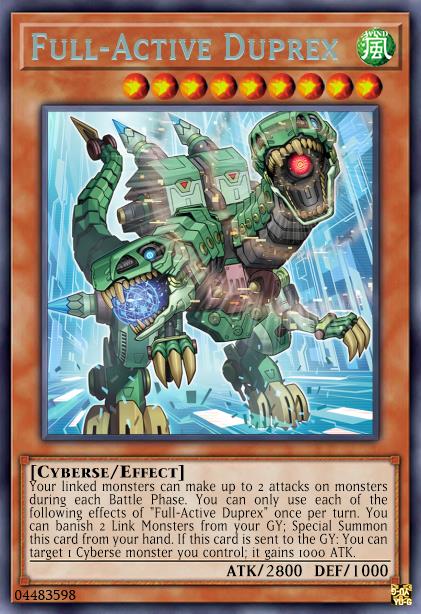 Full-Active Duprex
WIND
風
[Cyberse/Effect]
Your linked monsters can make up to 2 attacks on monsters
during each Battle Phase. You can only use each of the
following effects of "Full-Active Duprex" once per turn. You
can banish 2 Link Monsters from your GY; Special Summon
this card from your hand. If this card is sent to the GY: You can
target 1 Cyberse monster you control; it gains 1000 ATK.
ATK/2800 DEF/1000
04483598